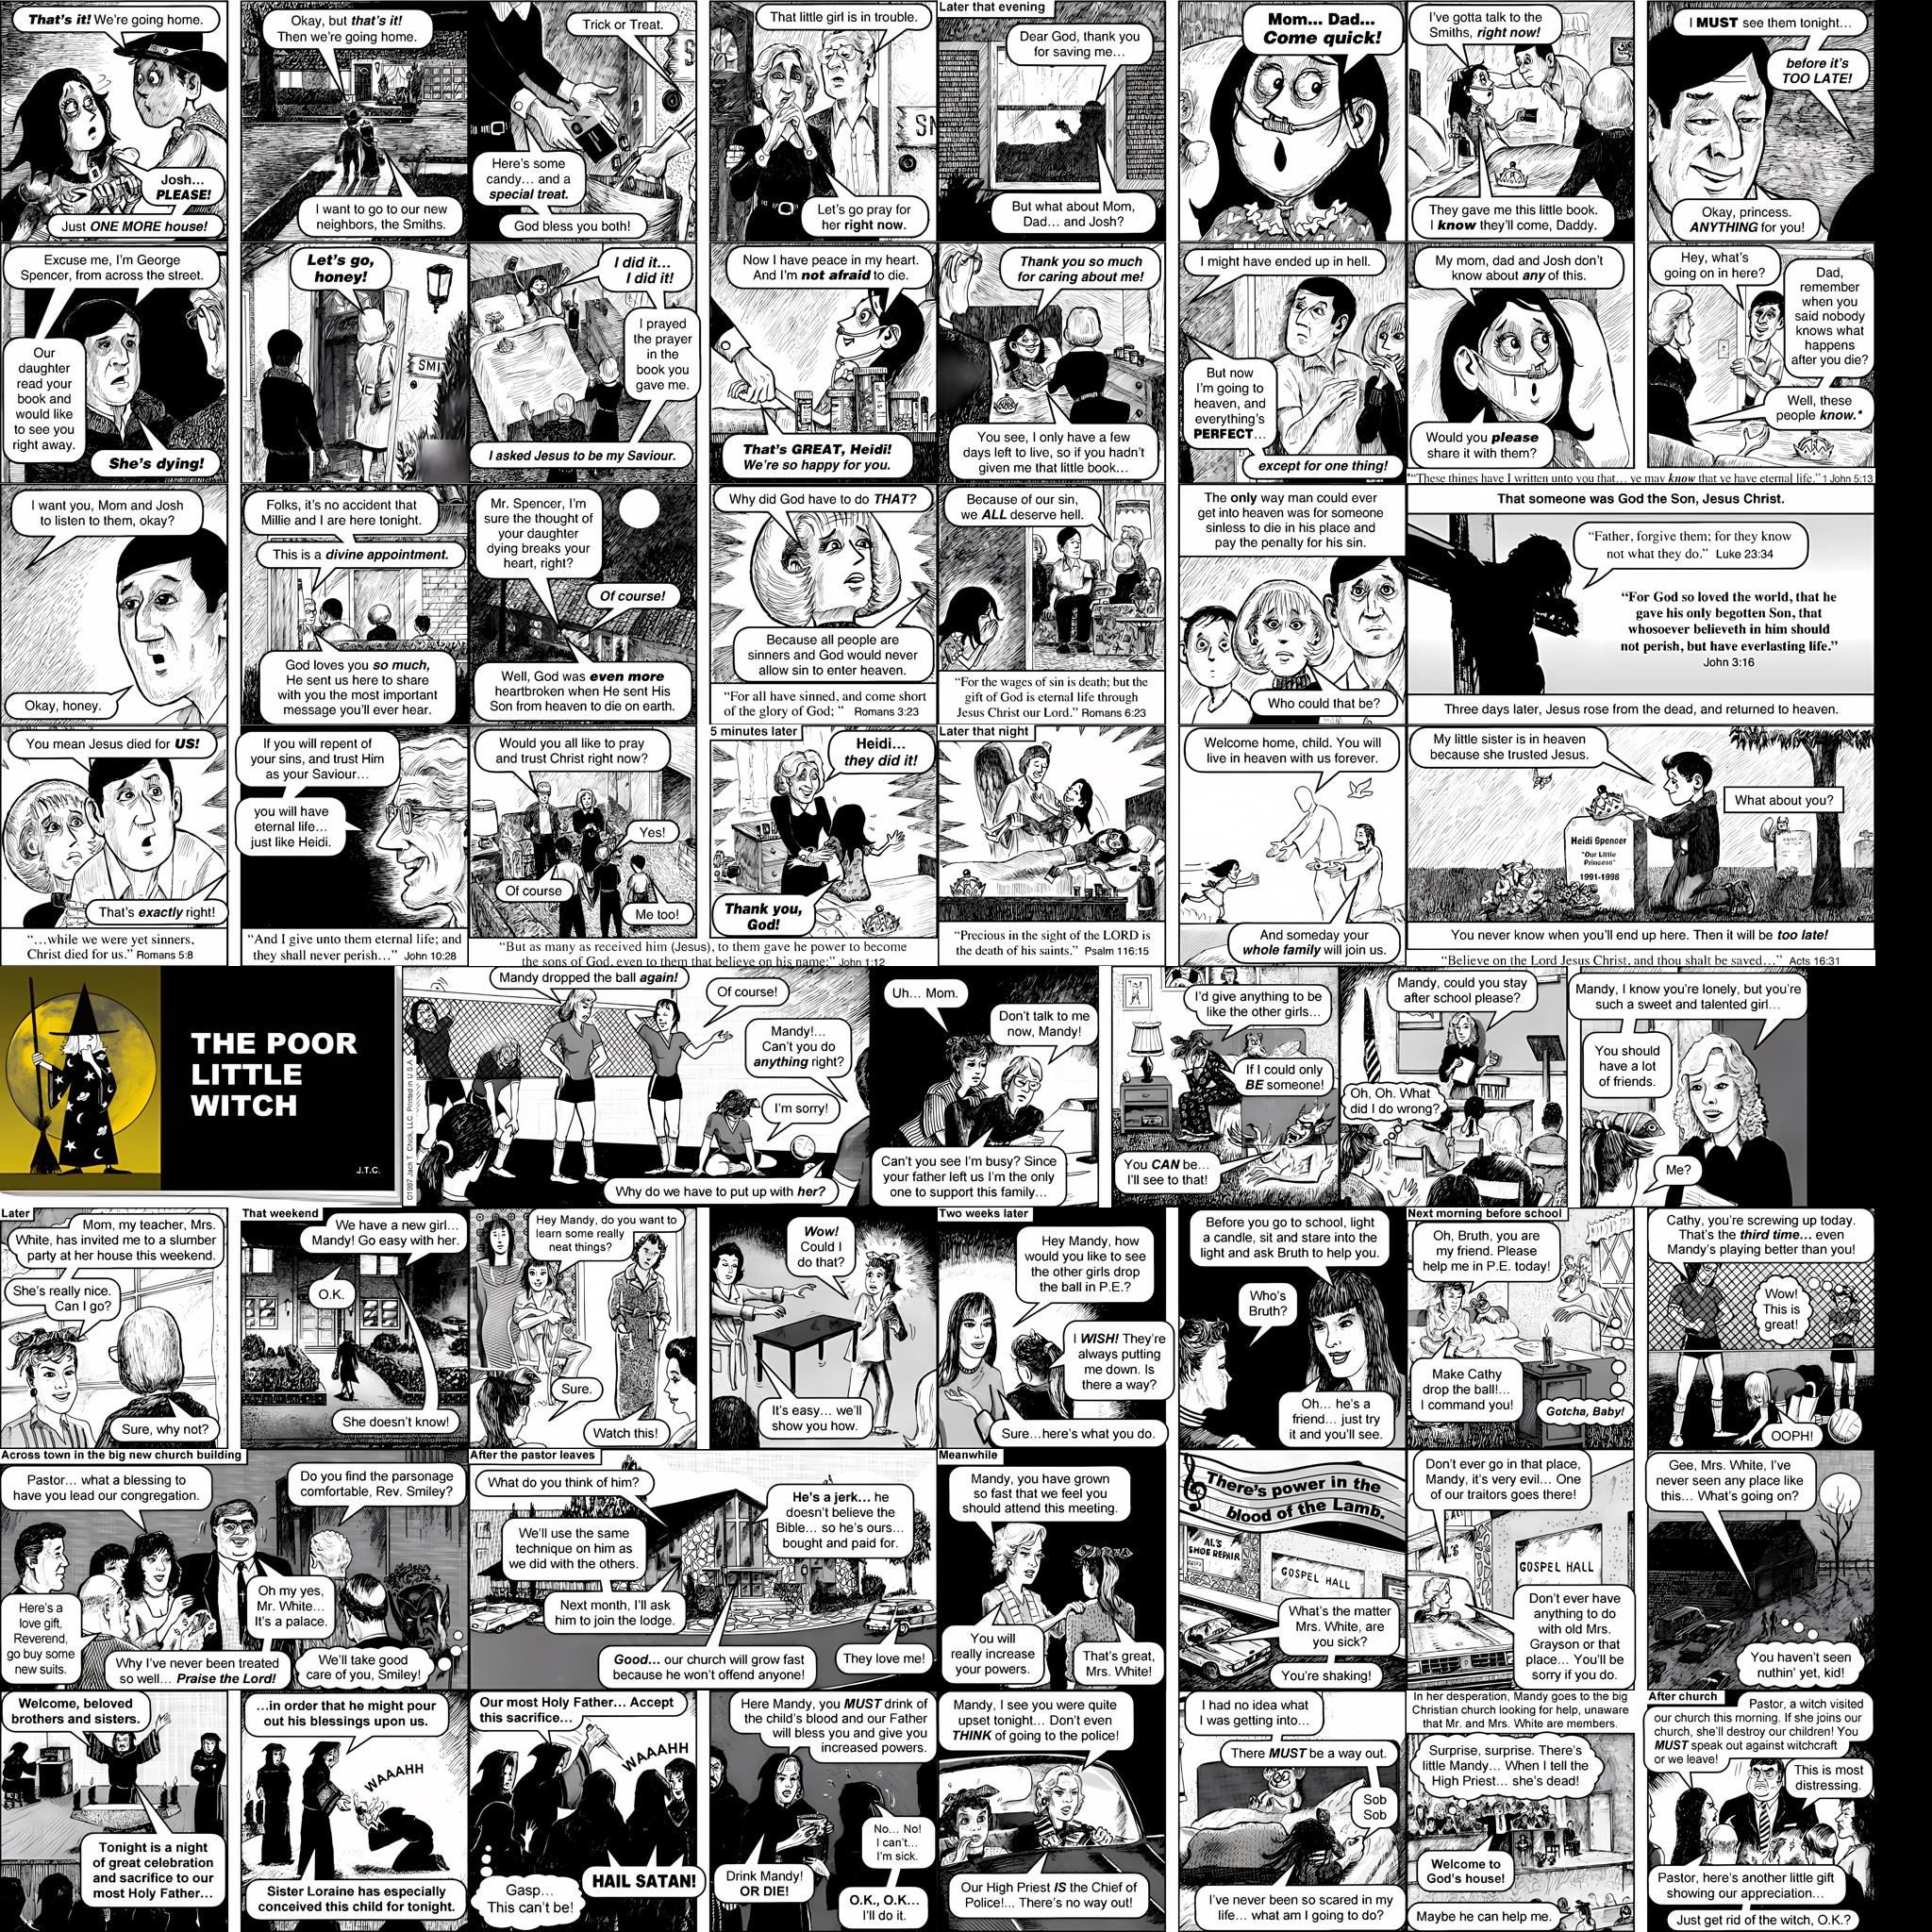 That's it! We're going home.
Josh...
PLEASE!
Just ONE MORE house!
Okay, but that's it!
Then we're going home.
I want to go to our new
neighbors, the Smiths.
Trick or Treat.
Here's some
candy... and a
special treat.
God bless you both!
That little girl is in trouble.
SM
Let's go pray for
her right now.
Later that evening
Dear God, thank you
for saving me...
But what about Mom,
Dad... and Josh?
Mom... Dad...
Come quick!
I've gotta talk to the
Smiths, right now!
They gave me this little book.
I know they'll come, Daddy.
I MUST see them tonight...
before it's
TOO LATE!
Okay, princess.
ANYTHING for you!
Excuse me, I'm George
Spencer, from across the street.
Our
daughter
read your
book and
would like
to see you
right away.
She's dying!
Let's go,
honey!
SMI
I did it...
I did it!
I prayed
the prayer
in the
book you
gave me.
I asked Jesus to be my Saviour.
Now I have peace in my heart.
And I'm not afraid to die.
That's GREAT, Heidi!
We're so happy for you.
Thank you so much
for caring about me!
You see, I only have a few
days left to live, so if you hadn't
given me that little book...
I might have ended up in hell.
But now
I'm going to
heaven, and
everything's
PERFECT...
except for one thing!
My mom, dad and Josh don't
know about any of this.
Would you please
share it with them?
Hey, what's
going on in here?
Dad,
remember
when you
said nobody
knows what
happens
after you die?
Well, these
people know.*
*"These things have I written unto you that... ye may know that ye have eternal life." 1 John 5:13
I want you, Mom and Josh
to listen to them, okay?
Okay, honey.
Folks, it's no accident that
Millie and I are here tonight.
This is a divine appointment.
God loves you so much,
He sent us here to share
with you the most important
message you'll ever hear.
Mr. Spencer, I'm
sure the thought of
your daughter
dying breaks your
heart, right?
Of course!
Well, God was even more
heartbroken when He sent His
Son from heaven to die on earth.
Why did God have to do THAT?
Because all people are
sinners and God would never
allow sin to enter heaven.
"For all have sinned, and come short
of the glory of God; " Romans 3:23
Because of our sin,
we ALL deserve hell.
"For the wages of sin is death; but the
gift of God is eternal life through
Jesus Christ our Lord." Romans 6:23
The only way man could ever
get into heaven was for someone
sinless to die in his place and
pay the penalty for his sin.
Who could that be?
That someone was God the Son, Jesus Christ.
"Father, forgive them; for they know
not what they do." Luke 23:34
"For God so loved the world, that he
gave his only begotten Son, that
whosoever believeth in him should
not perish, but have everlasting life."
John 3:16
Three days later, Jesus rose from the dead, and returned to heaven.
You mean Jesus died for US!
That's exactly right!
"...while we were yet sinners,
Christ died for us." Romans 5:8
If you will repent of
your sins, and trust Him
as your Saviour...
you will have
eternal life...
just like Heidi.
"And I give unto them eternal life; and
they shall never perish..." John 10:28
Would you all like to pray
and trust Christ right now?
Yes!
Of course
Me too!
5 minutes later
Heidi...
they did it!
Thank you,
God!
"But as many as received him (Jesus), to them gave he power to become
the sons of God, even to them that believe on his name:" John 1:12
Later that night
"Precious in the sight of the LORD is
the death of his saints." Psalm 116:15
Welcome home, child. You will
live in heaven with us forever.
And someday your
whole family will join us.
My little sister is in heaven
because she trusted Jesus.
What about you?
Heidi Spencer
"Our Little
Princess"
1991-1998
You never know when you'll end up here. Then it will be too late!
"Believe on the Lord Jesus Christ, and thou shalt be saved..." Acts 16:31
THE POOR
LITTLE
WITCH
J.T.C.
©1987 Jack T. Chick, LLC. Printed in U.S.A.
Mandy dropped the ball again!
Of course!
Mandy!...
Can't you do
anything right?
I'm sorry!
Why do we have to put up with her?
Uh... Mom.
Don't talk to me
now, Mandy!
Can't you see I'm busy? Since
your father left us I'm the only
one to support this family...
I'd give anything to be
like the other girls...
If I could only
BE someone!
You CAN be...
I'll see to that!
Mandy, could you stay
after school please?
Oh, Oh. What
did I do wrong?
Mandy, I know you're lonely, but you're
such a sweet and talented girl...
You should
have a lot
of friends.
Me?
Later
Mom, my teacher, Mrs.
White, has invited me to a slumber
party at her house this weekend.
She's really nice.
Can I go?
Sure, why not?
That weekend
We have a new girl...
Mandy! Go easy with her.
O.K.
She doesn't know!
Hey Mandy, do you want to
learn some really
neat things?
Sure.
Watch this!
Wow!
Could I
do that?
It's easy... we'll
show you how.
Two weeks later
Hey Mandy, how
would you like to see
the other girls drop
the ball in P.E.?
I WISH! They're
always putting
me down. Is
there a way?
Sure...here's what you do.
Before you go to school, light
a candle, sit and stare into the
light and ask Bruth to help you.
Who's
Bruth?
Oh... he's a
friend... just try
it and you'll see.
Next morning before school
Oh, Bruth, you are
my friend. Please
help me in P.E. today!
Make Cathy
drop the ball!...
I command you!
Gotcha, Baby!
Cathy, you're screwing up today.
That's the third time... even
Mandy's playing better than you!
Wow!
This is
great!
OOPH!
Across town in the big new church building
Pastor... what a blessing to
have you lead our congregation.
Do you find the parsonage
comfortable, Rev. Smiley?
Here's a
love gift,
Reverend,
go buy some
new suits.
Oh my yes,
Mr. White...
It's a palace.
Why I've never been treated
so well... Praise the Lord!
We'll take good
care of you, Smiley!
After the pastor leaves
What do you think of him?
He's a jerk... he
doesn't believe the
Bible... so he's ours...
bought and paid for.
We'll use the same
technique on him as
we did with the others.
Next month, I'll ask
him to join the lodge.
Good... our church will grow fast
because he won't offend anyone!
They love me!
Meanwhile
Mandy, you have grown
so fast that we feel you
should attend this meeting.
You will
really increase
your powers.
That's great,
Mrs. White!
There's power in the
blood of the Lamb.
AL'S
SHOE REPAIR
GOSPEL HALL
What's the matter
Mrs. White, are
you sick?
You're shaking!
Don't ever go in that place,
Mandy, it's very evil... One
of our traitors goes there!
AL'S
GOSPEL HALL
Don't ever have
anything to do
with old Mrs.
Grayson or that
place... You'll be
sorry if you do.
Gee, Mrs. White, I've
never seen any place like
this... What's going on?
You haven't seen
nuthin' yet, kid!
Welcome, beloved
brothers and sisters.
Tonight is a night
of great celebration
and sacrifice to our
most Holy Father...
...in order that he might pour
out his blessings upon us.
WAAAHH
Sister Loraine has especially
conceived this child for tonight.
Our most Holy Father... Accept
this sacrifice...
WAAAHH
Gasp...
This can't be!
HAIL SATAN!
Here Mandy, you MUST drink of
the child's blood and our Father
will bless you and give you
increased powers.
No... No!
I can't...
I'm sick.
Drink Mandy!
OR DIE!
O.K., O.K...
I'll do it.
Mandy, I see you were quite
upset tonight... Don't even
THINK of going to the police!
Our High Priest IS the Chief of
Police!... There's no way out!
I had no idea what
I was getting into...
There MUST be a way out.
Sob
Sob
I've never been so scared in my
life... what am I going to do?
In her desperation, Mandy goes to the big
Christian church looking for help, unaware
that Mr. and Mrs. White are members.
Surprise, surprise. There's
little Mandy... When I tell the
High Priest... she's dead!
Welcome to
God's house!
Maybe he can help me.
After church
Pastor, a witch visited
our church this morning. If she joins our
church, she'll destroy our children! You
MUST speak out against witchcraft
or we leave!
This is most
distressing.
Pastor, here's another little gift
showing our appreciation...
Just get rid of the witch, O.K.?